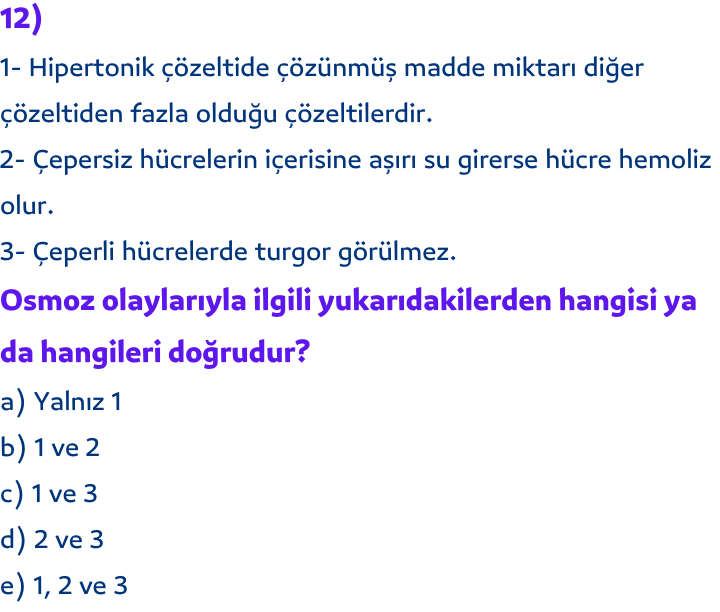 12)
1- Hipertonik çözeltide çözünmüş madde miktarı diğer
çözeltiden fazla olduğu çözeltilerdir.
2- Çepersiz hücrelerin içerisine aşırı su girerse hücre hemoliz
olur.
3- Çeperli hücrelerde turgor görülmez.
Osmoz olaylarıyla ilgili yukarıdakilerden hangisi ya
da hangileri doğrudur?
a) Yalnız 1
b) 1 ve 2
c) 1 ve 3
d) 2 ve 3
e) 1, 2 ve 3